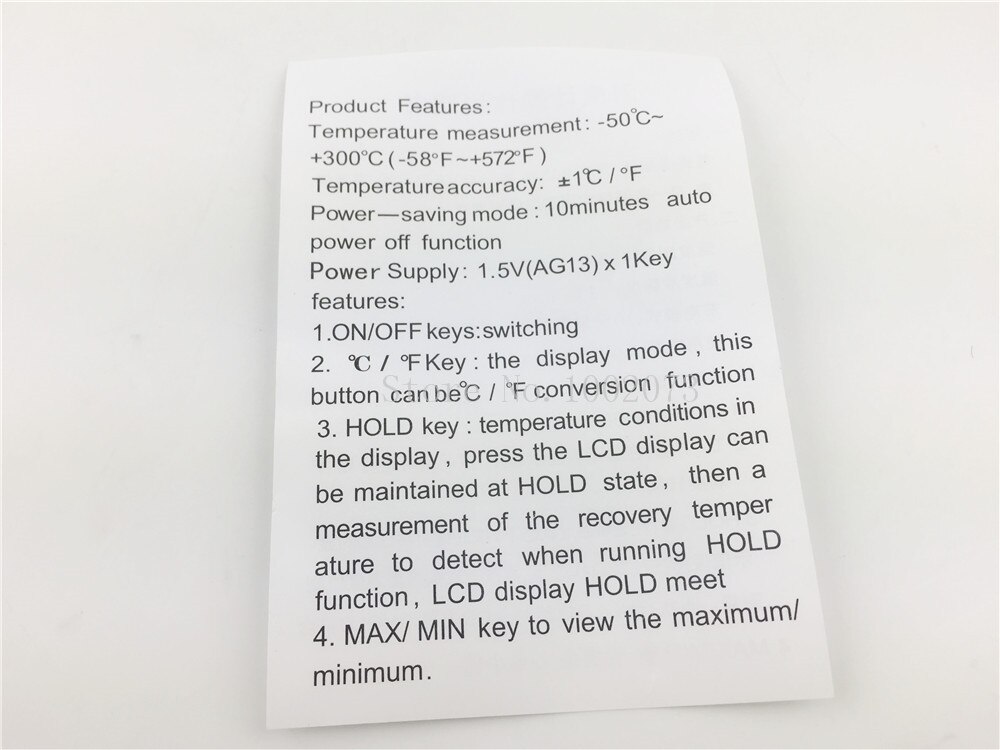 Product Features:
Temperature measurement: -50℃~
+300℃(-58℉~+572℉)
Temperature accuracy: ±1℃/℉
Power—saving mode : 10minutes auto
power off function
Power Supply: 1.5V(AG13) x 1Key
features:
1.ON/OFF keys:switching
2. ℃ / ℉ Key : the display mode , this
button can be℃ / ℉ conversion function
Store No: 1002073
3. HOLD key : temperature conditions in
the display , press the LCD display can
be maintained at HOLD state , then a
measurement of the recovery temper
ature to detect when running HOLD
function , LCD display HOLD meet
4. MAX/ MIN key to view the maximum/
minimum .